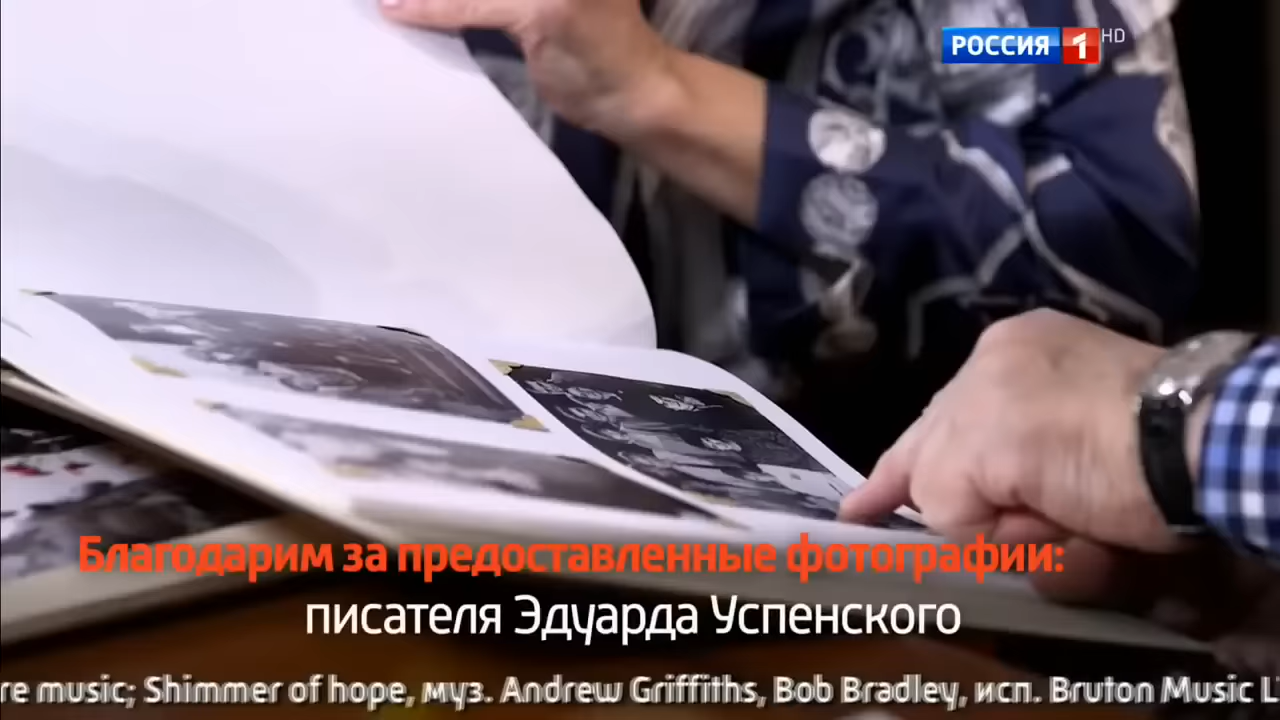 РОССИЯ 1 HD
Благодарим за предоставленные фотографии:
писателя Эдуарда Успенского
re music; Shimmer of hope, муз. Andrew Griffiths, Bob Bradley, исп. Bruton Music L